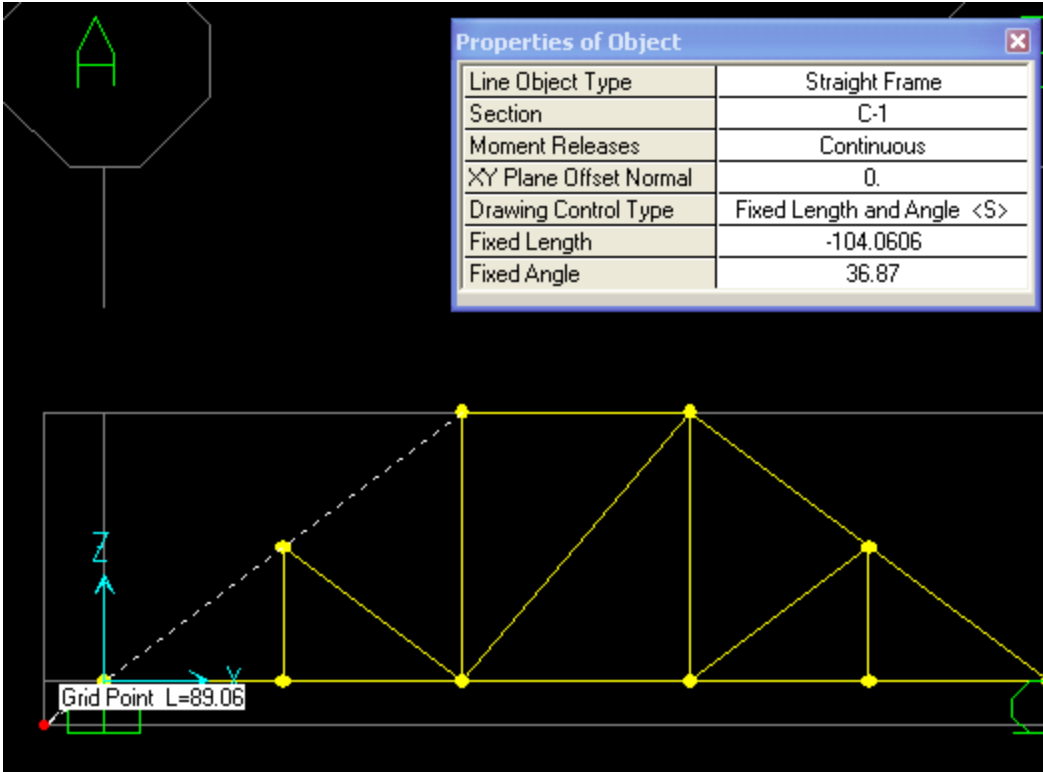 A
Properties of Object
Line Object Type Straight Frame
Section C-1
Moment Releases Continuous
XY Plane Offset Normal 0.
Drawing Control Type Fixed Length and Angle <S>
Fixed Length -104.0606
Fixed Angle 36.87
Z
Y
Grid Point L=89.06